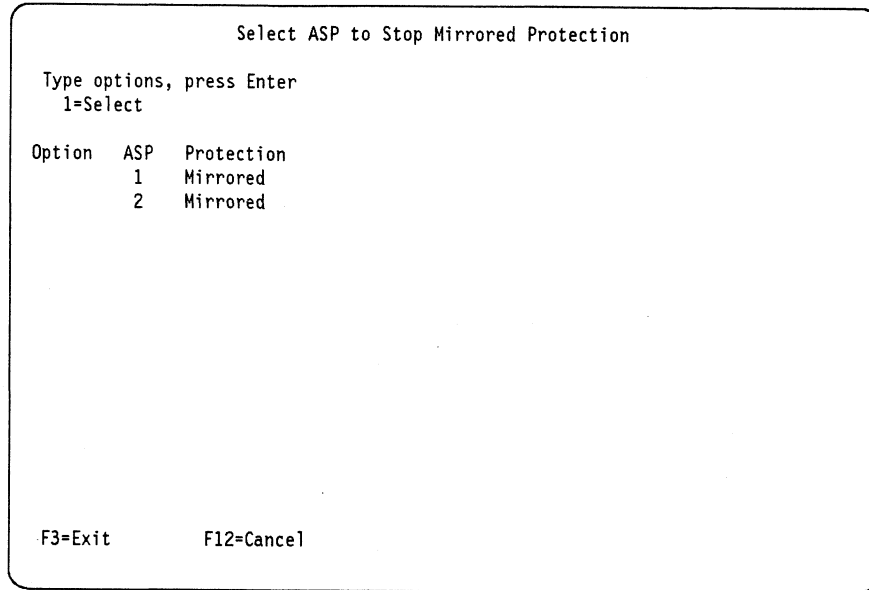 Select ASP to Stop Mirrored Protection
Type options, press Enter
1=Select
Option ASP Protection
1 Mirrored
2 Mirrored
F3=Exit F12=Cancel